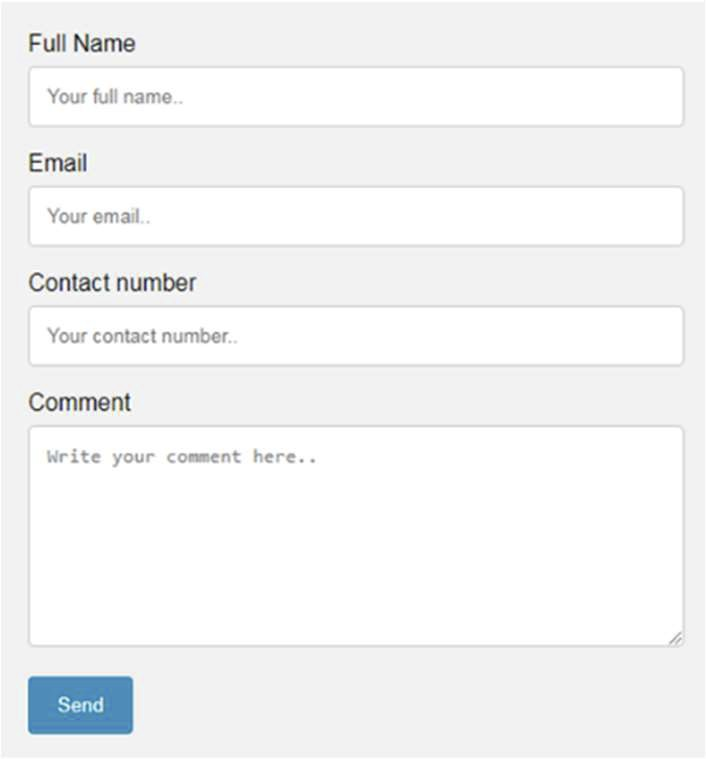 Full Name
Your full name..
Email
Your email..
Contact number
Your contact number..
Comment
Write your comment here..
Send